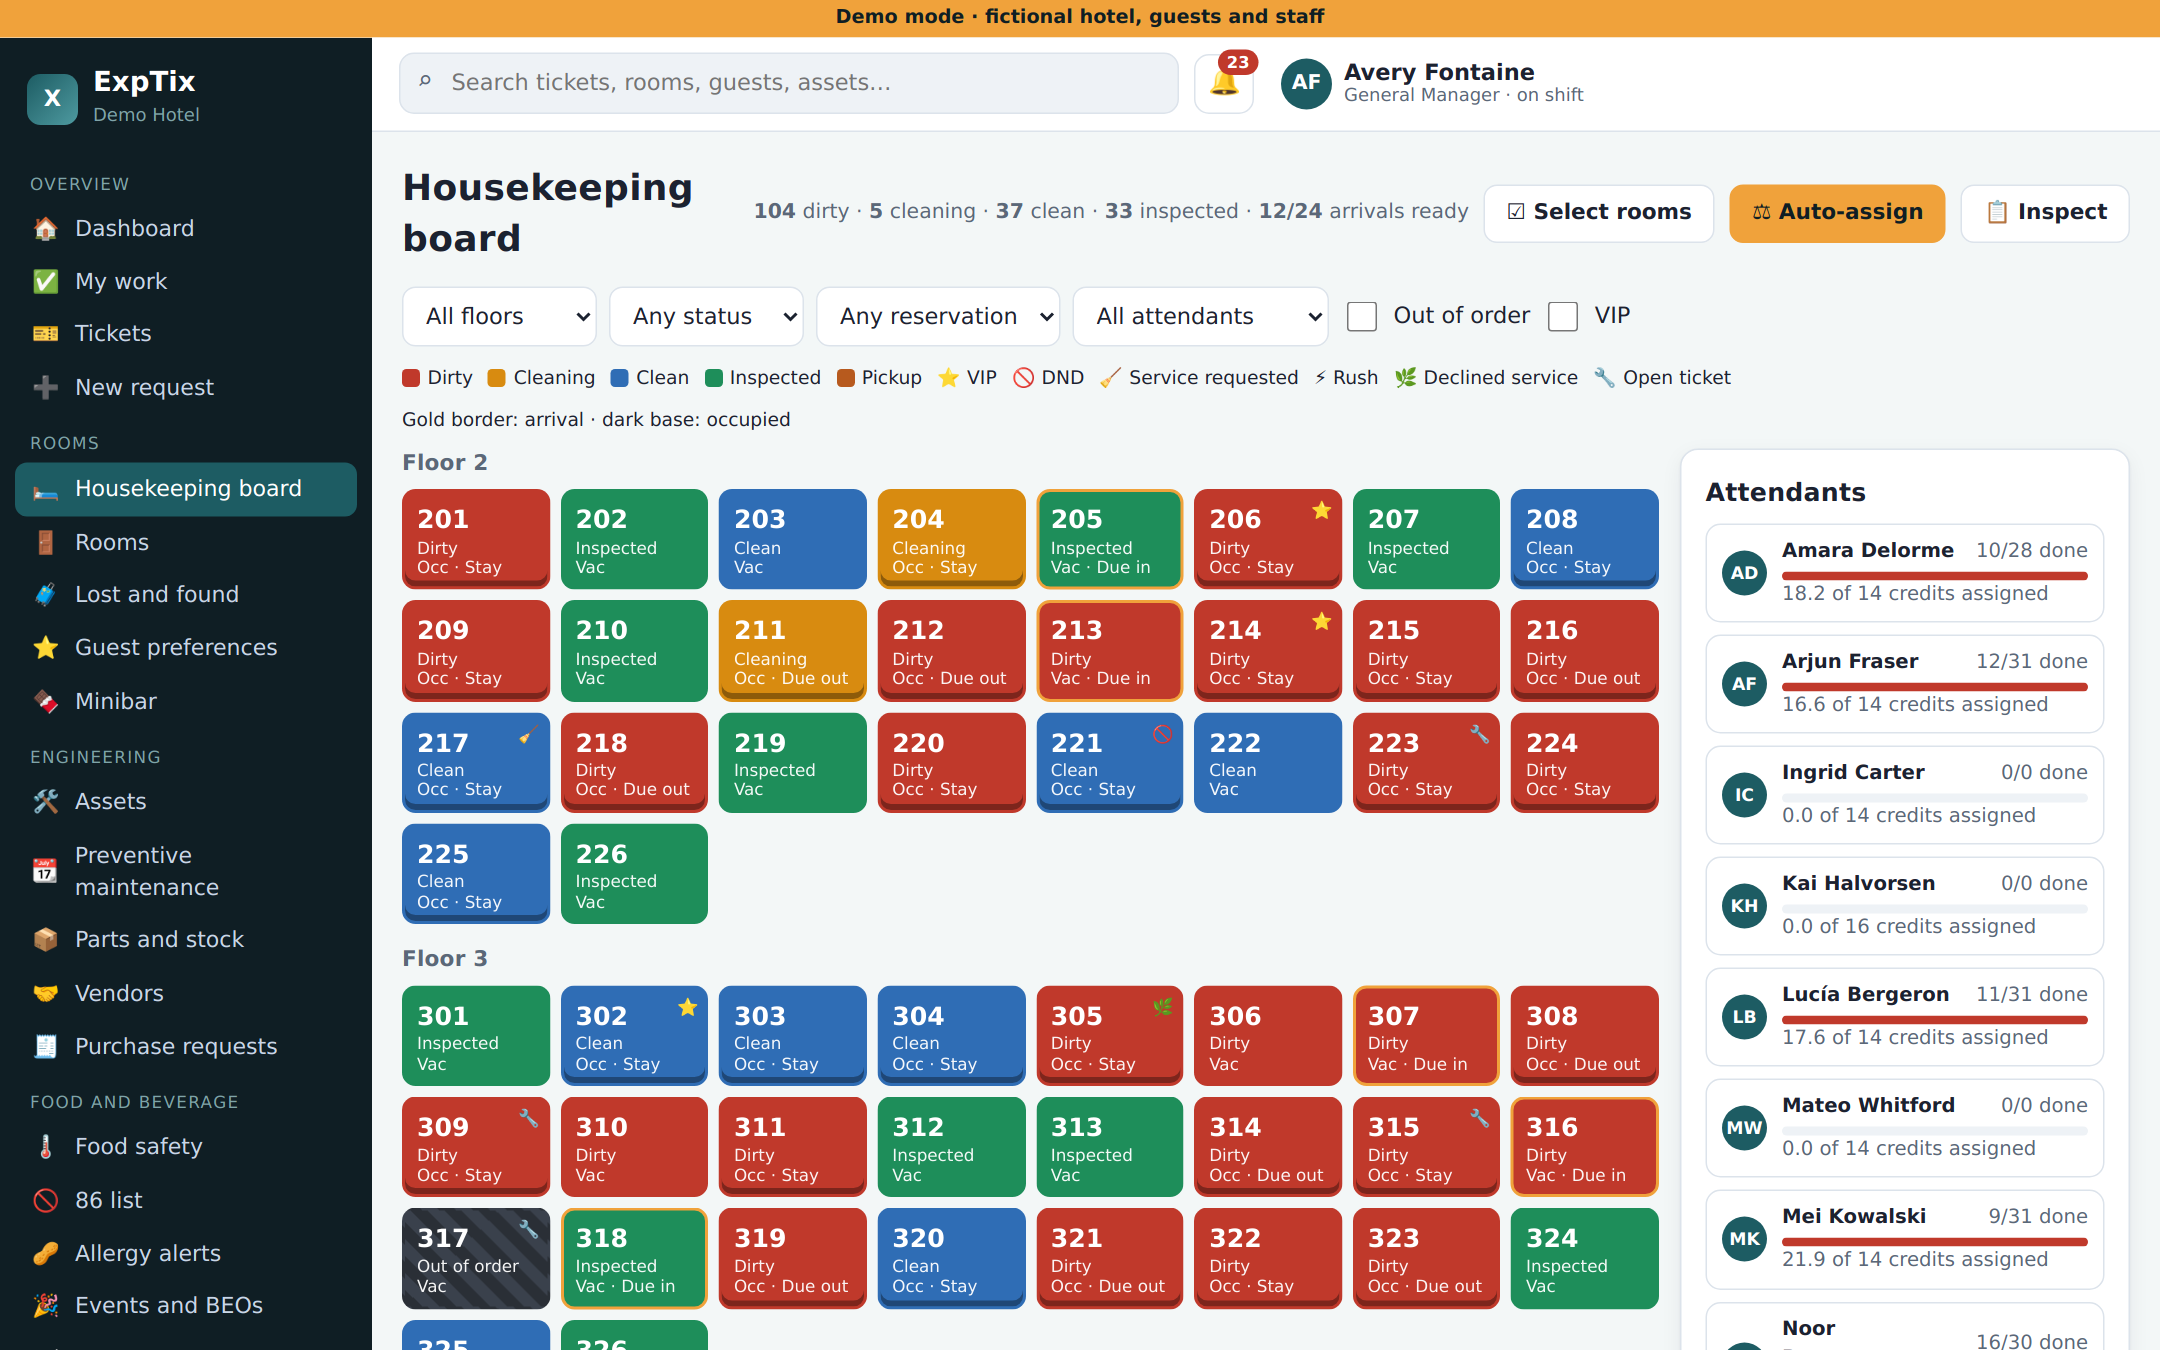 Demo mode · fictional hotel, guests and staff
X
ExpTix
Demo Hotel
OVERVIEW
Dashboard
My work
Tickets
New request
ROOMS
Housekeeping board
Rooms
Lost and found
Guest preferences
Minibar
ENGINEERING
Assets
Preventive
maintenance
Parts and stock
Vendors
Purchase requests
FOOD AND BEVERAGE
Food safety
86 list
Allergy alerts
Events and BEOs
Search tickets, rooms, guests, assets...
23
AF
Avery Fontaine
General Manager · on shift
Housekeeping
board
104 dirty · 5 cleaning · 37 clean · 33 inspected · 12/24 arrivals ready
Select rooms
Auto-assign
Inspect
All floors
Any status
Any reservation
All attendants
Out of order
VIP
Dirty Cleaning Clean Inspected Pickup VIP DND Service requested Rush Declined service Open ticket
Gold border: arrival · dark base: occupied
Floor 2
201
Dirty
Occ · Stay
202
Inspected
Vac
203
Clean
Vac
204
Cleaning
Occ · Stay
205
Inspected
Vac · Due in
206
Dirty
Occ · Stay
207
Inspected
Vac
208
Clean
Occ · Stay
209
Dirty
Occ · Stay
210
Inspected
Vac
211
Cleaning
Occ · Due out
212
Dirty
Occ · Due out
213
Dirty
Vac · Due in
214
Dirty
Occ · Stay
215
Dirty
Occ · Stay
216
Dirty
Occ · Due out
217
Clean
Occ · Stay
218
Dirty
Occ · Due out
219
Inspected
Vac
220
Dirty
Occ · Stay
221
Clean
Occ · Stay
222
Clean
Vac
223
Dirty
Occ · Stay
224
Dirty
Occ · Stay
225
Clean
Occ · Stay
226
Inspected
Vac
Floor 3
301
Inspected
Vac
302
Clean
Occ · Stay
303
Clean
Occ · Stay
304
Clean
Occ · Stay
305
Dirty
Occ · Stay
306
Dirty
Vac
307
Dirty
Vac · Due in
308
Dirty
Occ · Due out
309
Dirty
Occ · Stay
310
Dirty
Vac
311
Dirty
Occ · Stay
312
Inspected
Vac
313
Inspected
Vac
314
Dirty
Occ · Due out
315
Dirty
Occ · Stay
316
Dirty
Vac · Due in
317
Out of order
Vac
318
Inspected
Vac · Due in
319
Dirty
Occ · Due out
320
Clean
Occ · Stay
321
Dirty
Occ · Due out
322
Dirty
Occ · Stay
323
Dirty
Occ · Due out
324
Inspected
Vac
325
326
Attendants
AD
Amara Delorme 10/28 done
18.2 of 14 credits assigned
AF
Arjun Fraser 12/31 done
16.6 of 14 credits assigned
IC
Ingrid Carter 0/0 done
0.0 of 14 credits assigned
KH
Kai Halvorsen 0/0 done
0.0 of 16 credits assigned
LB
Lucía Bergeron 11/31 done
17.6 of 14 credits assigned
MW
Mateo Whitford 0/0 done
0.0 of 14 credits assigned
MK
Mei Kowalski 9/31 done
21.9 of 14 credits assigned
Noor
16/30 done